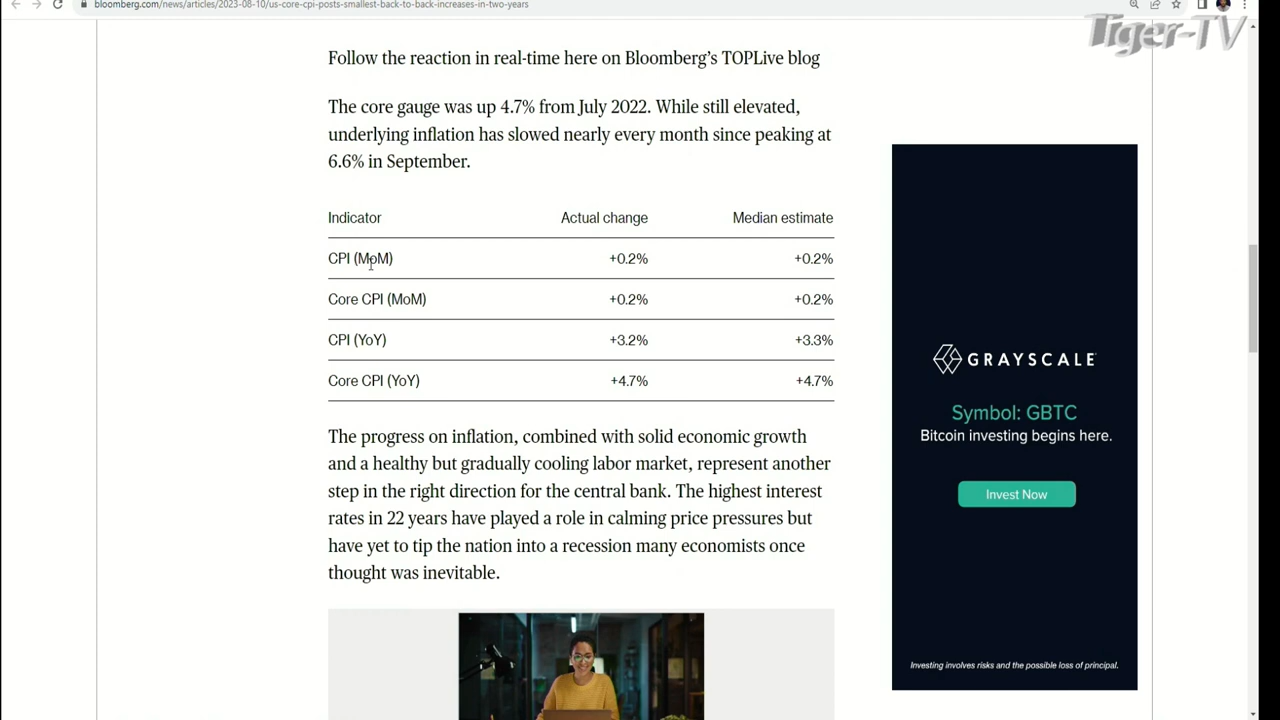 bloomberg.com/news/articles/2023-08-10/us-core-cpi-posts-smallest-back-to-back-increases-in-two-years
Tiger-TV
Follow the reaction in real-time here on Bloomberg’s TOPLive blog
The core gauge was up 4.7% from July 2022. While still elevated,
underlying inflation has slowed nearly every month since peaking at
6.6% in September.
Indicator Actual change Median estimate
CPI (MoM) +0.2% +0.2%
Core CPI (MoM) +0.2% +0.2%
CPI (YoY) +3.2% +3.3%
Core CPI (YoY) +4.7% +4.7%
The progress on inflation, combined with solid economic growth
and a healthy but gradually cooling labor market, represent another
step in the right direction for the central bank. The highest interest
rates in 22 years have played a role in calming price pressures but
have yet to tip the nation into a recession many economists once
thought was inevitable.
GRAYSCALE
Symbol: GBTC
Bitcoin investing begins here.
Invest Now
Investing involves risks and the possible loss of principal.